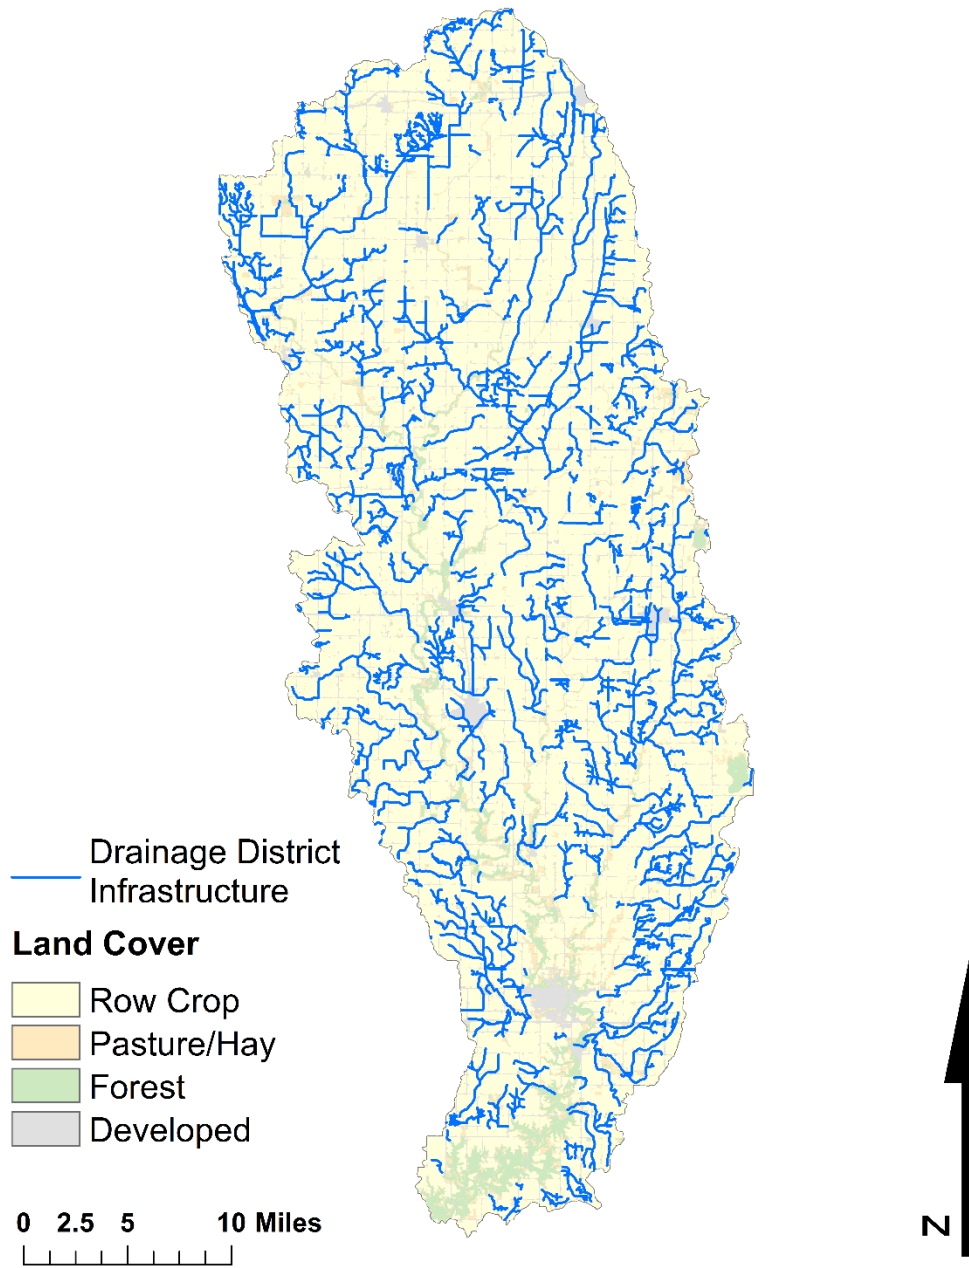 Drainage District
Infrastructure
Land Cover
Row Crop
Pasture/Hay
Forest
Developed
0 2.5 5 10 Miles
N